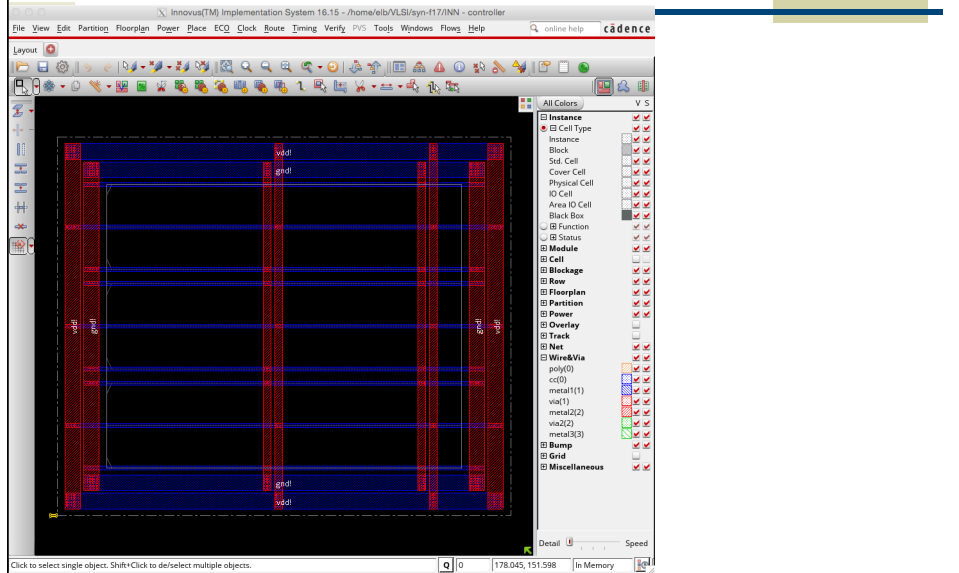 Innovus(TM) Implementation System 16.15 - /home/elb/VLSI/syn-f17/INN - controller
File View Edit Partition Floorplan Power Place ECO Clock Route Timing Verify PVS Tools Windows Flows Help
online help
cādence
Layout
All Colors V S
Instance
Cell Type
Instance
Block
Std. Cell
Cover Cell
Physical Cell
IO Cell
Area IO Cell
Black Box
Function
Status
Module
Cell
Blockage
Row
Floorplan
Partition
Power
Overlay
Track
Net
Wire&Via
poly(0)
cc(0)
metal1(1)
via(1)
metal2(2)
via2(2)
metal3(3)
Bump
Grid
Miscellaneous
vdd!
gnd!
vdd!
gnd!
gnd!
vdd!
gnd!
vdd!
Detail Speed
Click to select single object. Shift+Click to de/select multiple objects.
Q 0 178.045, 151.598 In Memory